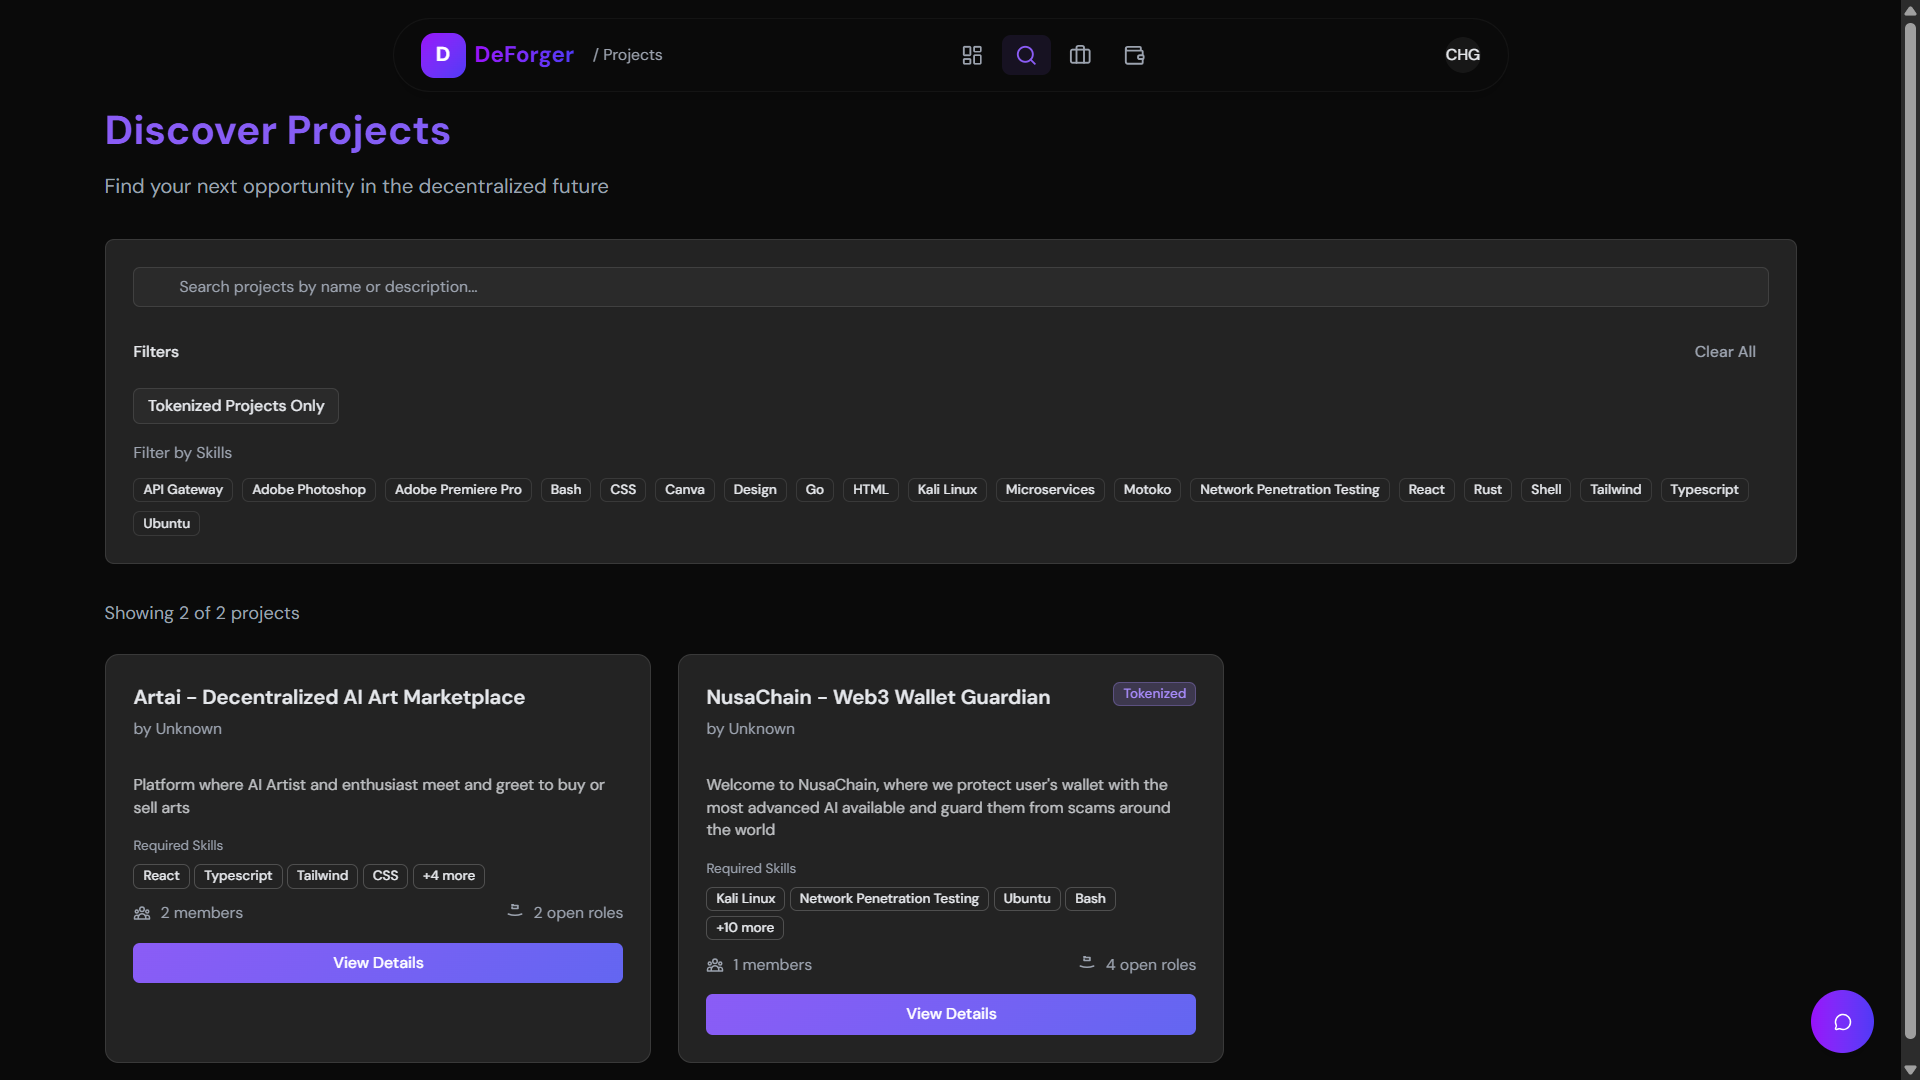 D DeForger / Projects CHG
Discover Projects
Find your next opportunity in the decentralized future
Search projects by name or description...
Filters Clear All
Tokenized Projects Only
Filter by Skills
API Gateway Adobe Photoshop Adobe Premiere Pro Bash CSS Canva Design Go HTML Kali Linux Microservices Motoko Network Penetration Testing React Rust Shell Tailwind Typescript
Ubuntu
Showing 2 of 2 projects
Artai - Decentralized AI Art Marketplace
by Unknown
Platform where AI Artist and enthusiast meet and greet to buy or
sell arts
Required Skills
React Typescript Tailwind CSS +4 more
2 members 2 open roles
View Details
NusaChain - Web3 Wallet Guardian Tokenized
by Unknown
Welcome to NusaChain, where we protect user's wallet with the
most advanced AI available and guard them from scams around
the world
Required Skills
Kali Linux Network Penetration Testing Ubuntu Bash
+10 more
1 members 4 open roles
View Details